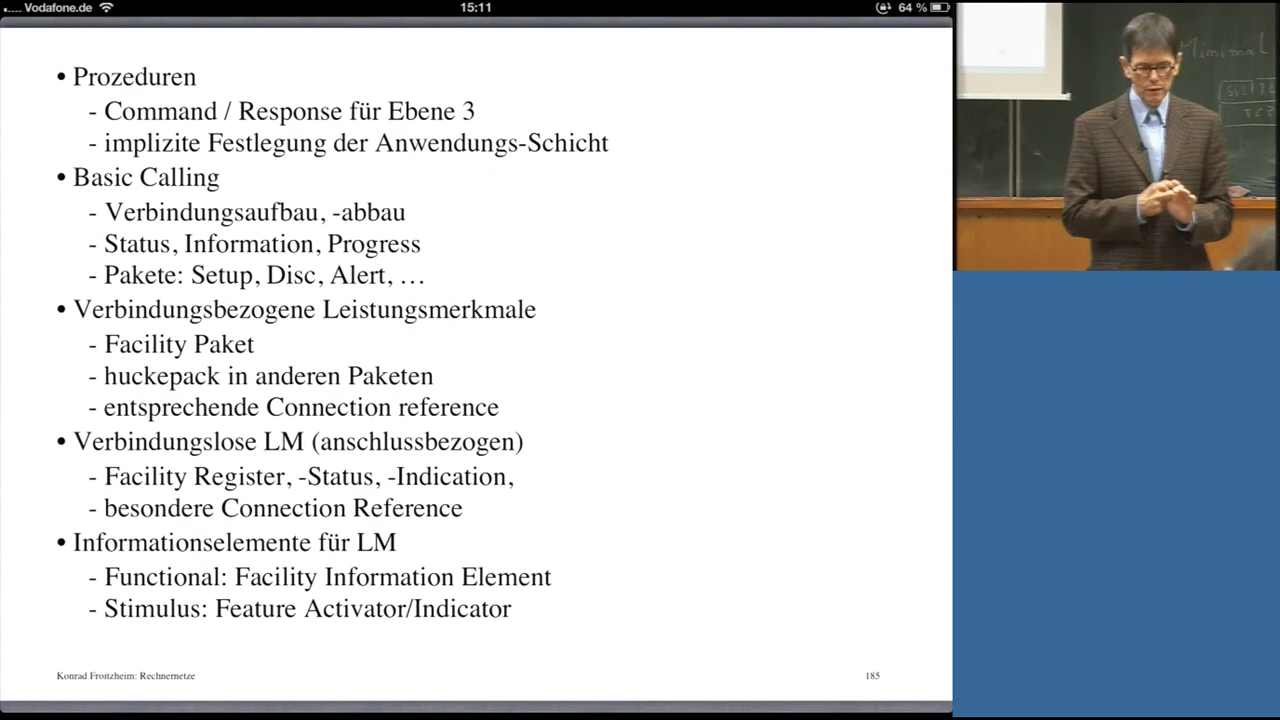 ..... Vodafone.de 15:11 64 %
• Prozeduren
- Command / Response für Ebene 3
- implizite Festlegung der Anwendungs-Schicht
• Basic Calling
- Verbindungsaufbau, -abbau
- Status, Information, Progress
- Pakete: Setup, Disc, Alert, …
• Verbindungsbezogene Leistungsmerkmale
- Facility Paket
- huckepack in anderen Paketen
- entsprechende Connection reference
• Verbindungslose LM (anschlussbezogen)
- Facility Register, -Status, -Indication,
- besondere Connection Reference
• Informationselemente für LM
- Functional: Facility Information Element
- Stimulus: Feature Activator/Indicator
Konrad Froitzheim: Rechnernetze 185
Minimal
SSL